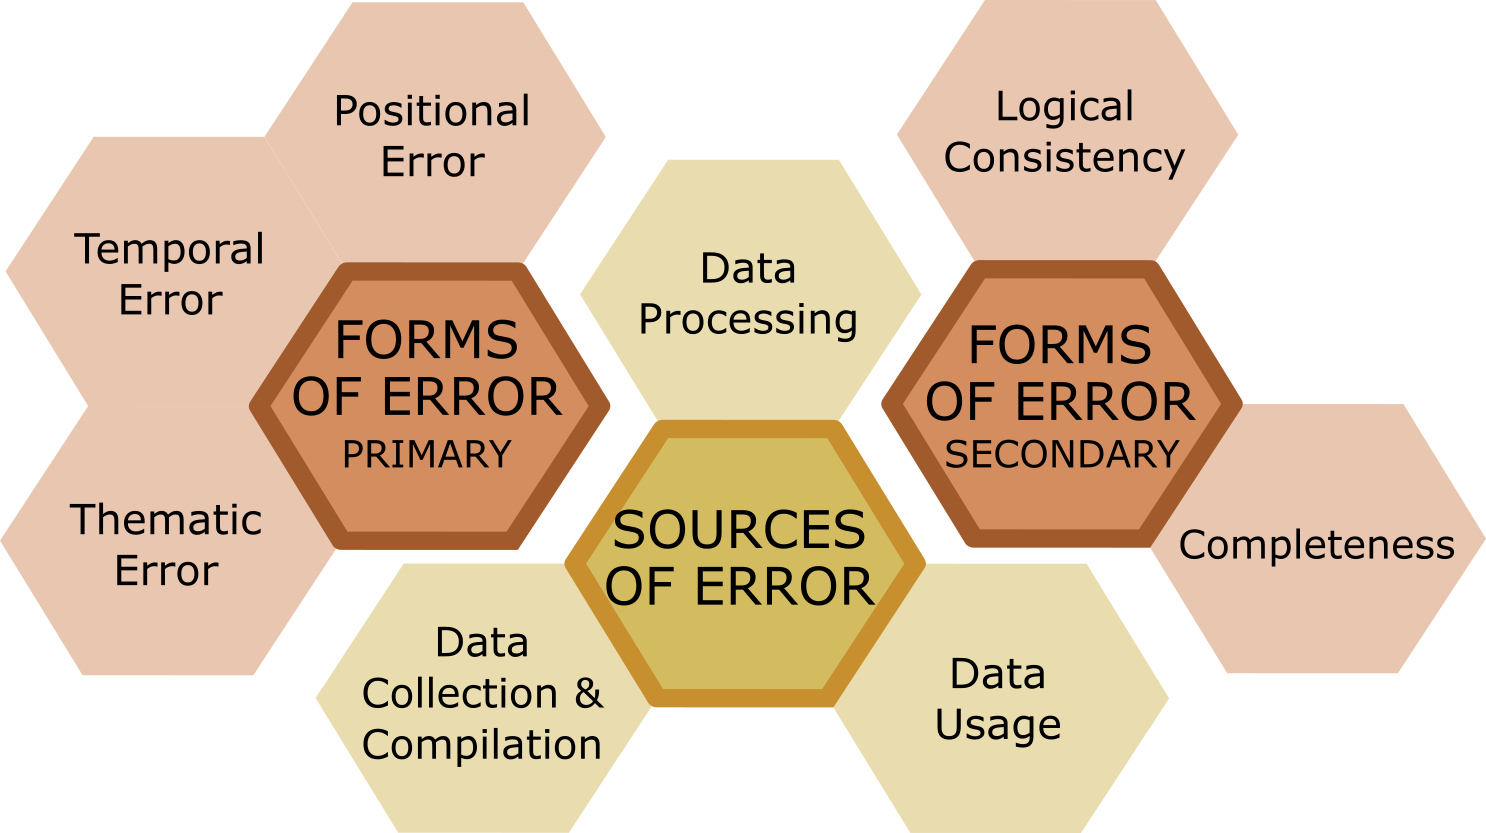 Positional
Error
Temporal
Error
Thematic
Error
FORMS
OF ERROR
PRIMARY
Data
Processing
SOURCES
OF ERROR
Data
Collection &
Compilation
Data
Usage
Logical
Consistency
FORMS
OF ERROR
SECONDARY
Completeness